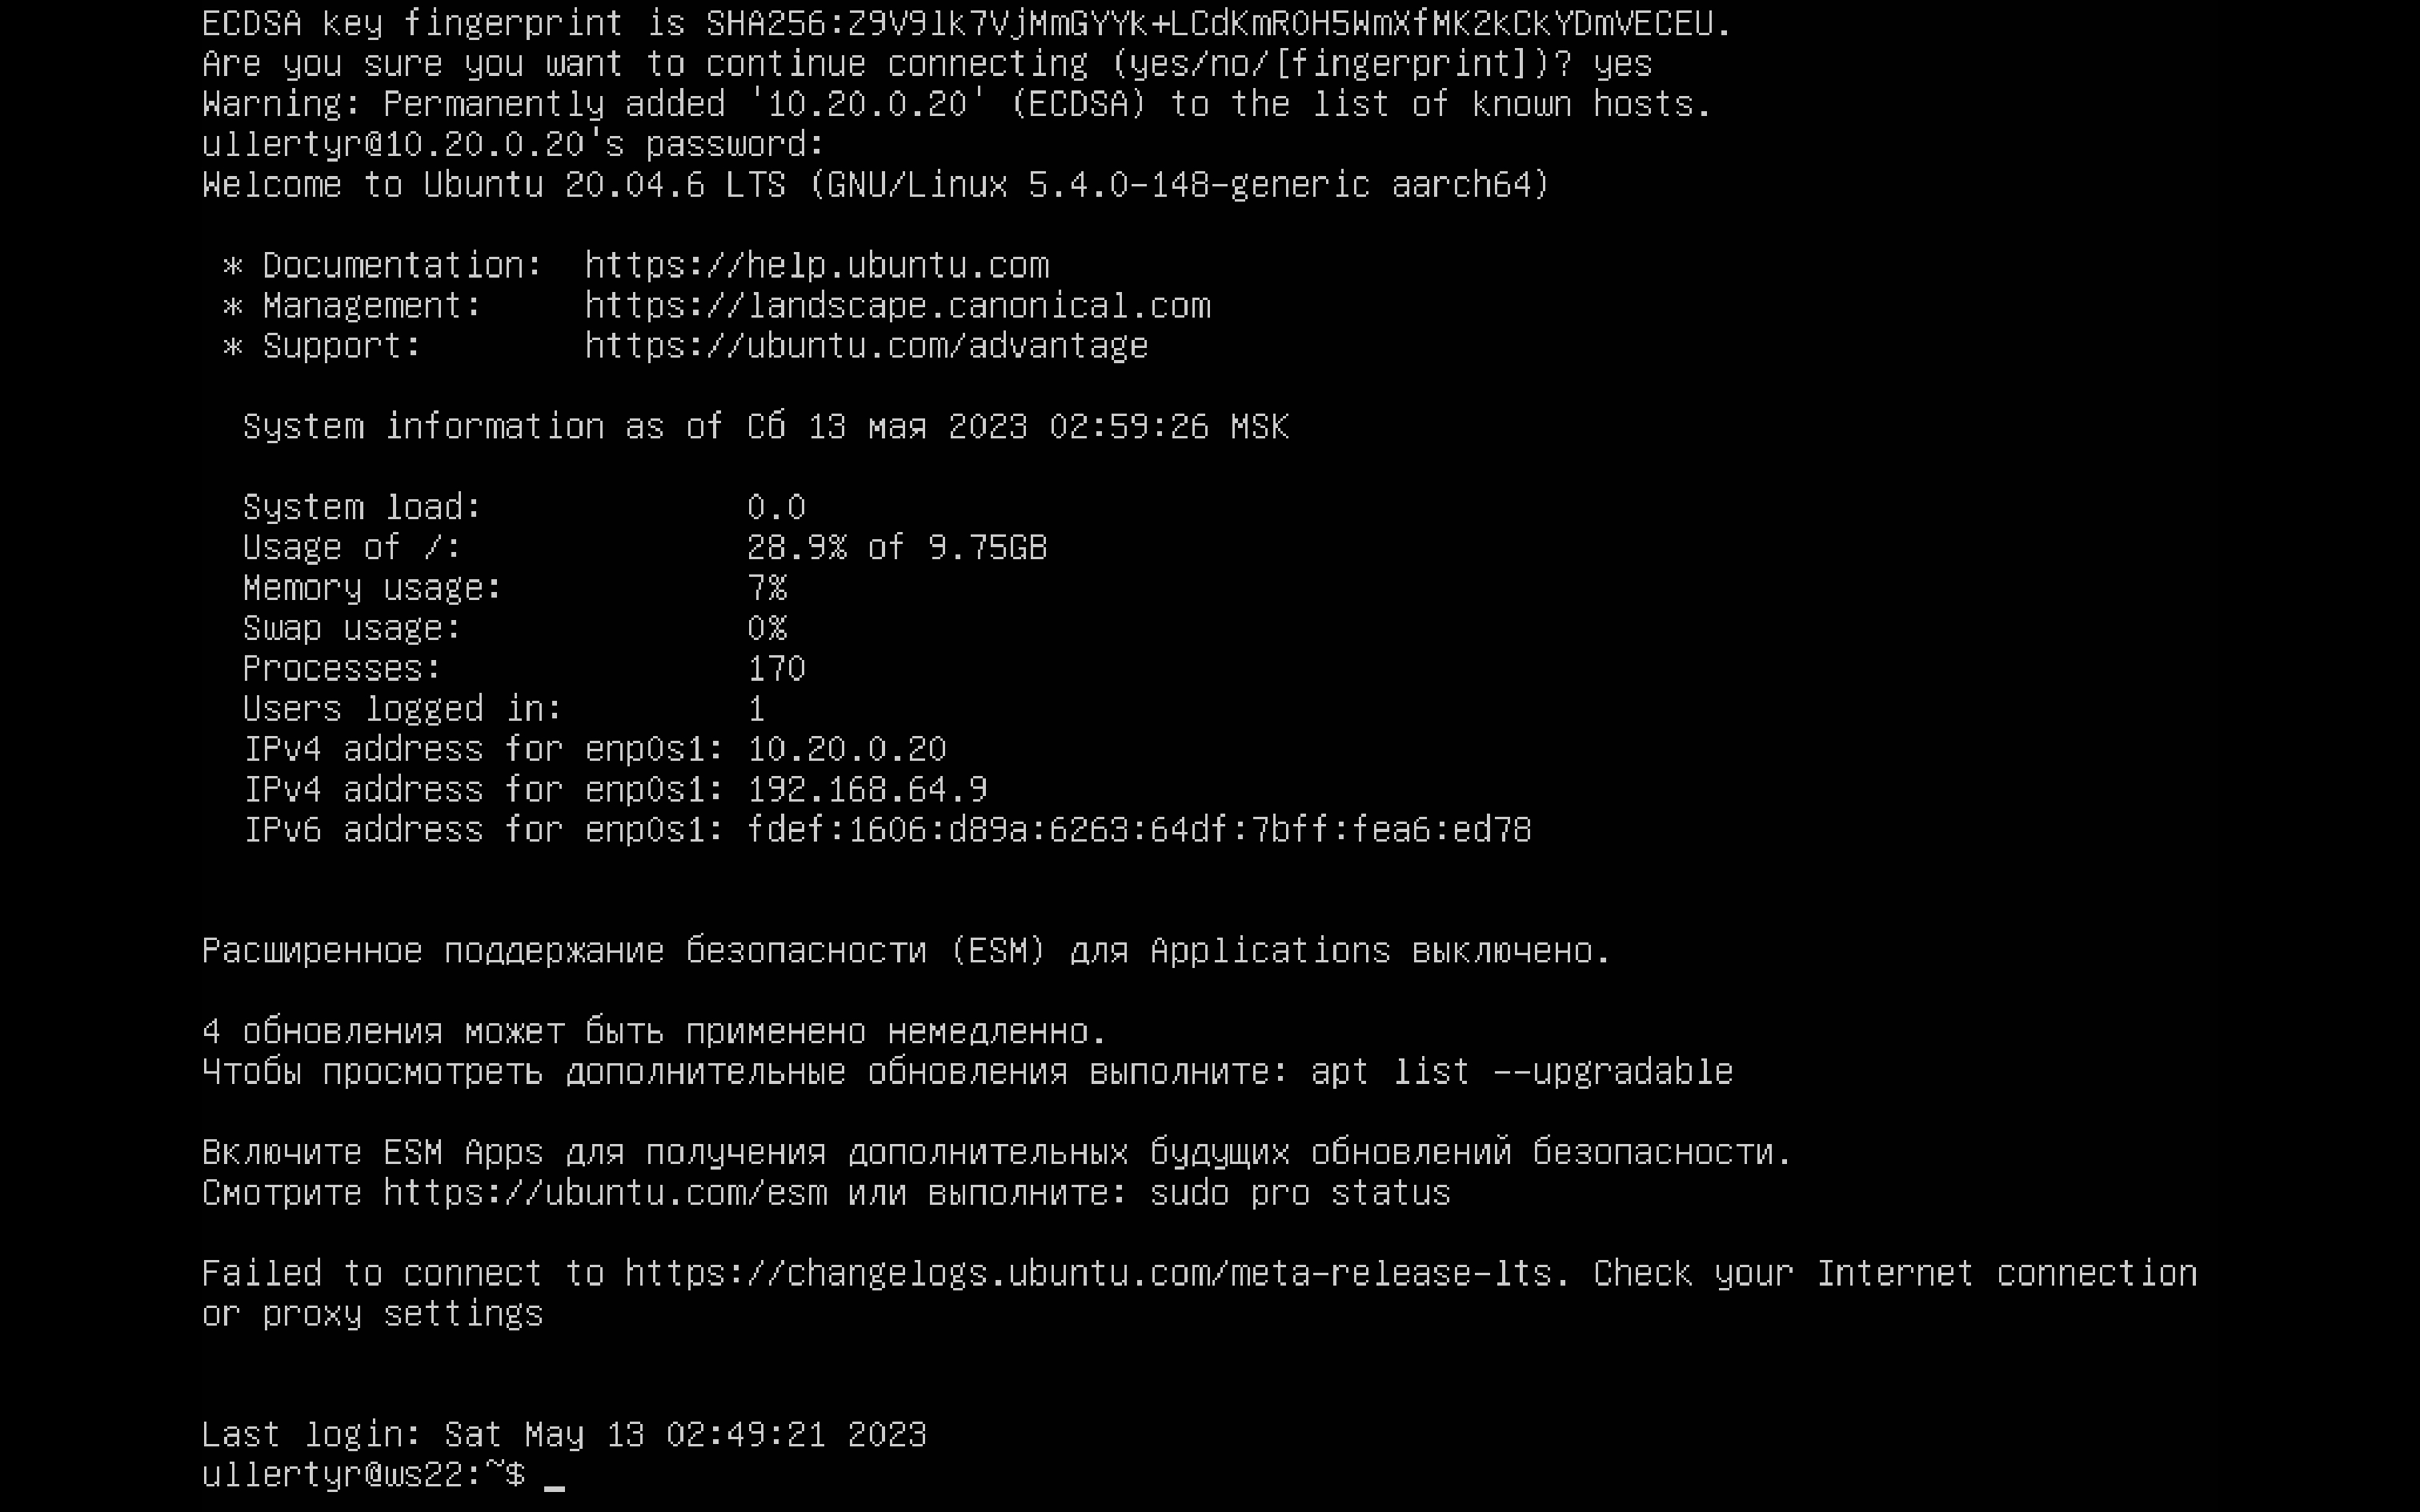 ECDSA key fingerprint is SHA256:Z9V9lk7VjMmGYYk+LCdKmROH5WmXfMK2kCkYDmVECEU.
Are you sure you want to continue connecting (yes/no/[fingerprint])? yes
Warning: Permanently added '10.20.0.20' (ECDSA) to the list of known hosts.
ullertyr@10.20.0.20's password:
Welcome to Ubuntu 20.04.6 LTS (GNU/Linux 5.4.0-148-generic aarch64)
* Documentation: https://help.ubuntu.com
* Management: https://landscape.canonical.com
* Support: https://ubuntu.com/advantage
System information as of Сб 13 мая 2023 02:59:26 MSK
System load: 0.0
Usage of /: 28.9% of 9.75GB
Memory usage: 7%
Swap usage: 0%
Processes: 170
Users logged in: 1
IPv4 address for enp0s1: 10.20.0.20
IPv4 address for enp0s1: 192.168.64.9
IPv6 address for enp0s1: fdef:1606:d89a:6263:64df:7bff:fea6:ed78
Расширенное поддержание безопасности (ESM) для Applications выключено.
4 обновления может быть применено немедленно.
Чтобы просмотреть дополнительные обновления выполните: apt list --upgradable
Включите ESM Apps для получения дополнительных будущих обновлений безопасности.
Смотрите https://ubuntu.com/esm или выполните: sudo pro status
Failed to connect to https://changelogs.ubuntu.com/meta-release-lts. Check your Internet connection
or proxy settings
Last login: Sat May 13 02:49:21 2023
ullertyr@ws22:~$ _